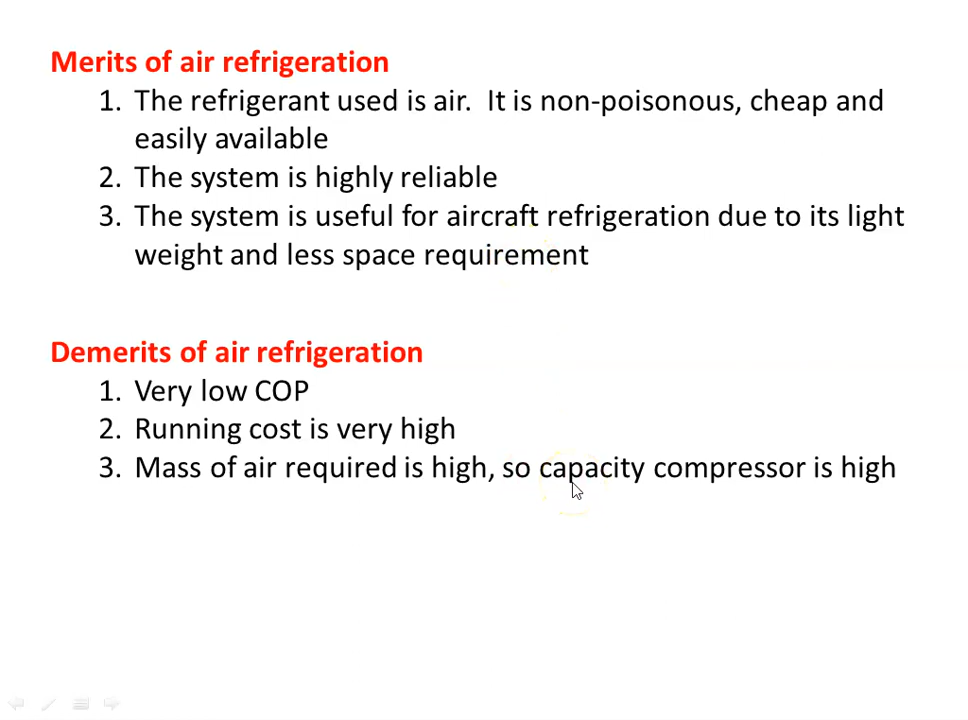 Merits of air refrigeration
1. The refrigerant used is air. It is non-poisonous, cheap and
easily available
2. The system is highly reliable
3. The system is useful for aircraft refrigeration due to its light
weight and less space requirement
Demerits of air refrigeration
1. Very low COP
2. Running cost is very high
3. Mass of air required is high, so capacity compressor is high